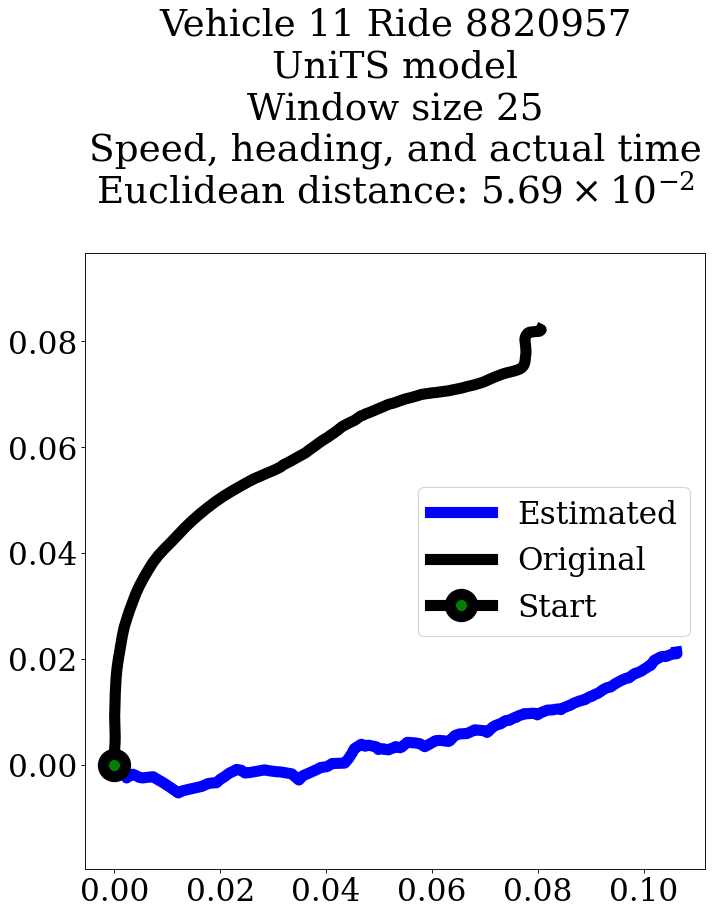 Vehicle 11 Ride 8820957
UniTS model
Window size 25
Speed, heading, and actual time
Euclidean distance: 5.69 × 10⁻²
0.08
0.06
0.04
0.02
0.00
Estimated
Original
Start
0.00 0.02 0.04 0.06 0.08 0.10